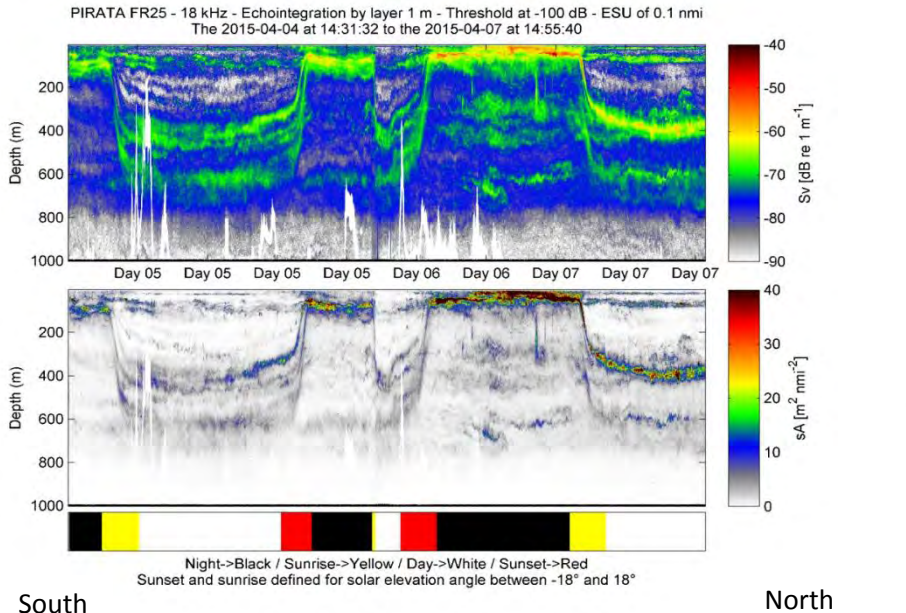 PIRATA FR25 - 18 kHz - Echointegration by layer 1 m - Threshold at -100 dB - ESU of 0.1 nmi
The 2015-04-04 at 14:31:32 to the 2015-04-07 at 14:55:40
Depth (m)
200
400
600
800
1000
Day 05 Day 05 Day 05 Day 05 Day 06 Day 06 Day 07 Day 07 Day 07
-40
-50
-60
-70
-80
-90
Sv [dB re 1 m⁻¹]
Depth (m)
200
400
600
800
1000
40
30
20
10
0
sA [m² nmi⁻²]
Night->Black / Sunrise->Yellow / Day->White / Sunset->Red
Sunset and sunrise defined for solar elevation angle between -18° and 18°
South North